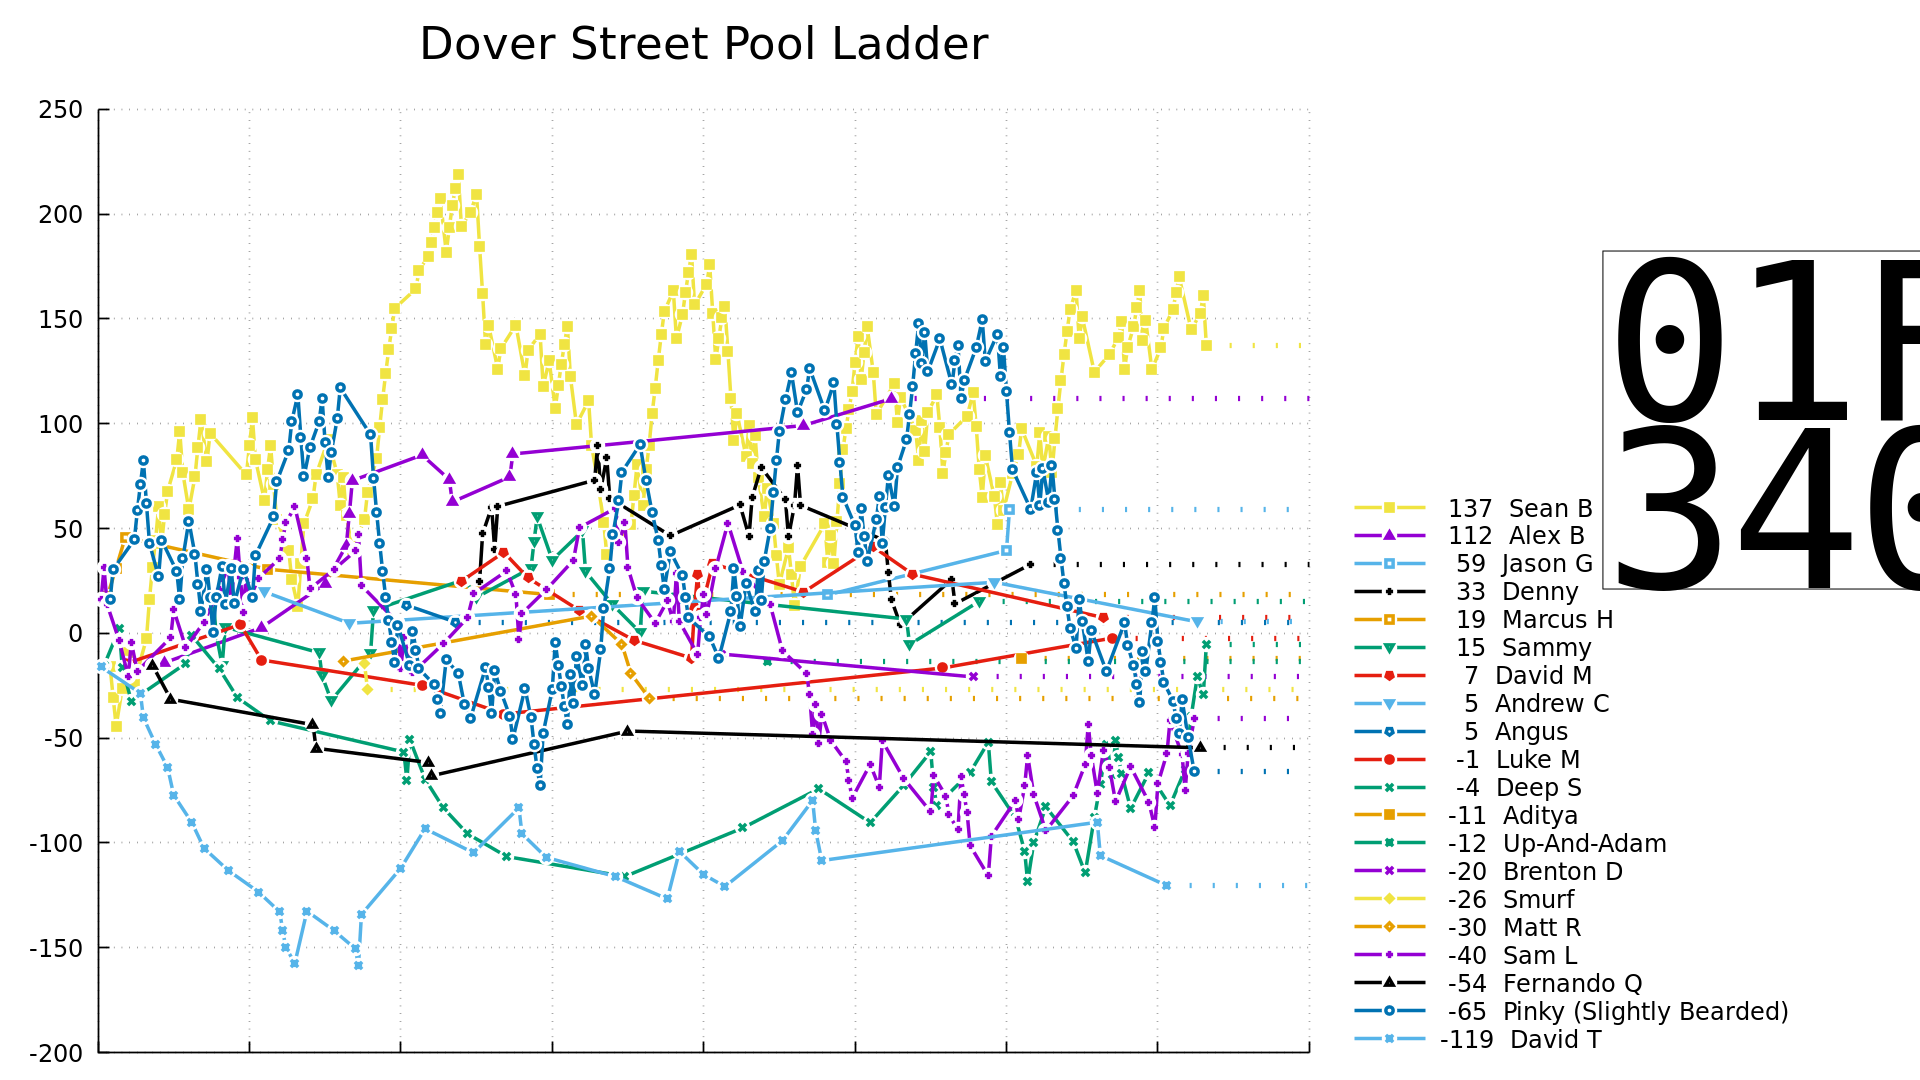 Dover Street Pool Ladder
250
200
150
100
50
0
-50
-100
-150
-200
137 Sean B
112 Alex B
59 Jason G
33 Denny
19 Marcus H
15 Sammy
7 David M
5 Andrew C
5 Angus
-1 Luke M
-4 Deep S
-11 Aditya
-12 Up-And-Adam
-20 Brenton D
-26 Smurf
-30 Matt R
-40 Sam L
-54 Fernando Q
-65 Pinky (Slightly Bearded)
-119 David T
01
340